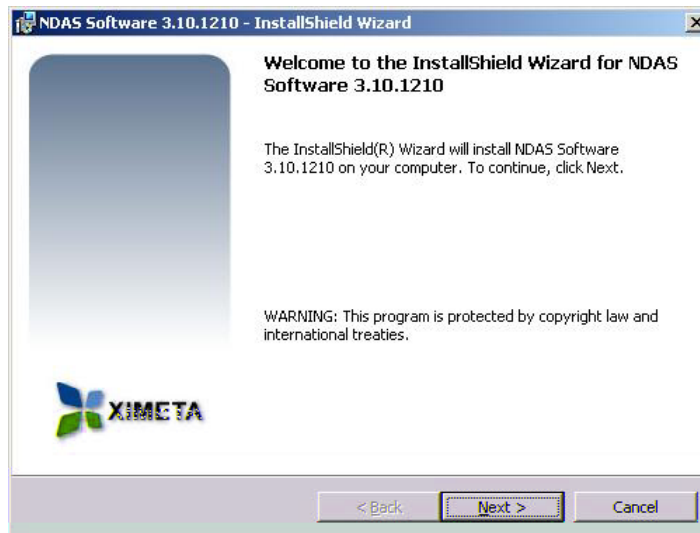 NDAS Software 3.10.1210 - InstallShield Wizard
Welcome to the InstallShield Wizard for NDAS
Software 3.10.1210
The InstallShield(R) Wizard will install NDAS Software
3.10.1210 on your computer. To continue, click Next.
WARNING: This program is protected by copyright law and
international treaties.
XIMETA
< Back
Next >
Cancel